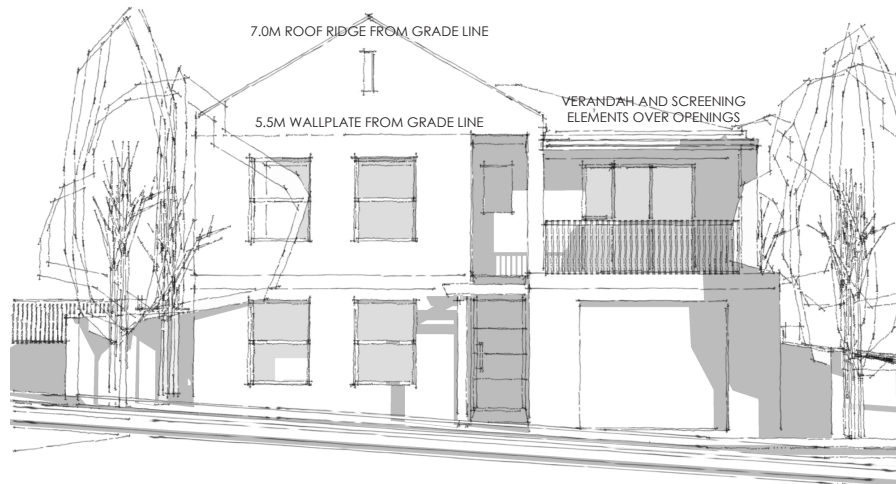 7.0M ROOF RIDGE FROM GRADE LINE
5.5M WALLPLATE FROM GRADE LINE
VERANDAH AND SCREENING
ELEMENTS OVER OPENINGS